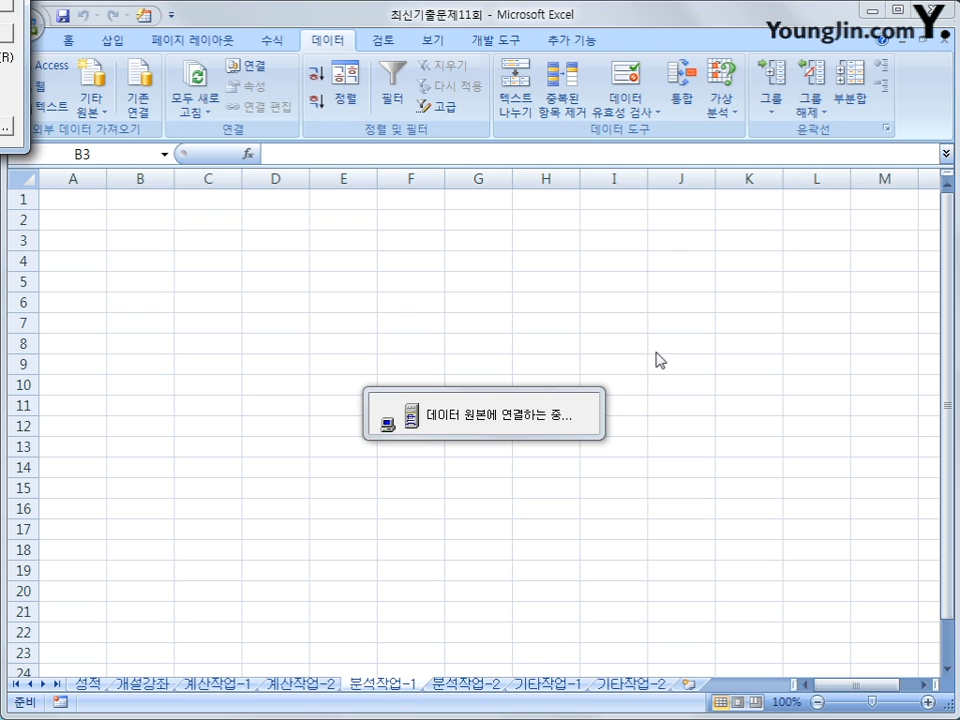 최신기출문제11회 - Microsoft Excel
YoungJin.com Y.
홈 삽입 페이지 레이아웃 수식 데이터 검토 보기 개발 도구 추가 기능
(R)
Access
웹
텍스트
기타
원본
기존
연결
외부 데이터 가져오기
모두 새로
고침
연결
속성
연결 편집
연결
정렬
필터
지우기
다시 적용
고급
정렬 및 필터
텍스트
나누기
중복된
항목 제거
데이터
유효성 검사
통합
가상
분석
데이터 도구
그룹
그룹
해제
부분합
윤곽선
B3 fx
A B C D E F G H I J K L M
1
2
3
4
5
6
7
8
9
10
11
12
13
14
15
16
17
18
19
20
21
22
23
24
데이터 원본에 연결하는 중...
성적 개설강좌 계산작업-1 계산작업-2 분석작업-1 분석작업-2 기타작업-1 기타작업-2
준비 100%